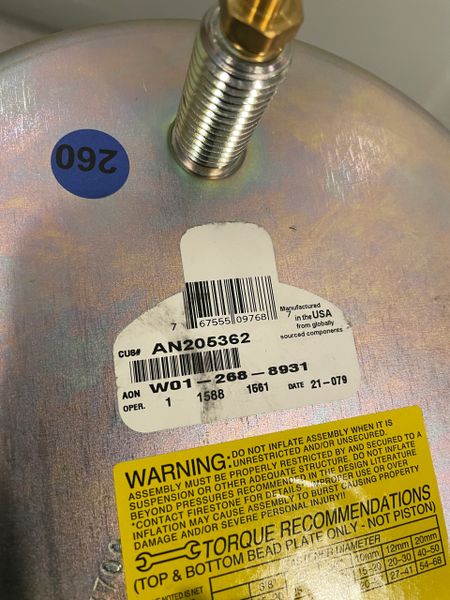 260
7 67555 09768 7
Manufactured
in the USA
from globally
sourced components
CUS# AN205362
AON W01-268-8931
OPER. 1 1588 1561 DATE 21-079
WARNING: DO NOT INFLATE ASSEMBLY WHEN IT IS
UNRESTRICTED AND/OR UNSECURED.
ASSEMBLY MUST BE PROPERLY RESTRICTED BY AND SECURED TO A
SUSPENSION OR OTHER ADEQUATE STRUCTURE. DO NOT INFLATE
BEYOND PRESSURES RECOMMENDED IN THE DESIGN LITERATURE
*CONTACT FIRESTONE FOR DETAILS. IMPROPER USE OR OVER
INFLATION MAY CAUSE ASSEMBLY TO BURST CAUSING PROPERTY
DAMAGE AND/OR SEVERE PERSONAL INJURY!!
TORQUE RECOMMENDATIONS
(TOP & BOTTOM BEAD PLATE ONLY - NOT PISTON)
DIAMETER
3/8" 10mm 12mm 20mm
NOTED IS NET 15-20 20-30 40-50
27-41 54-68